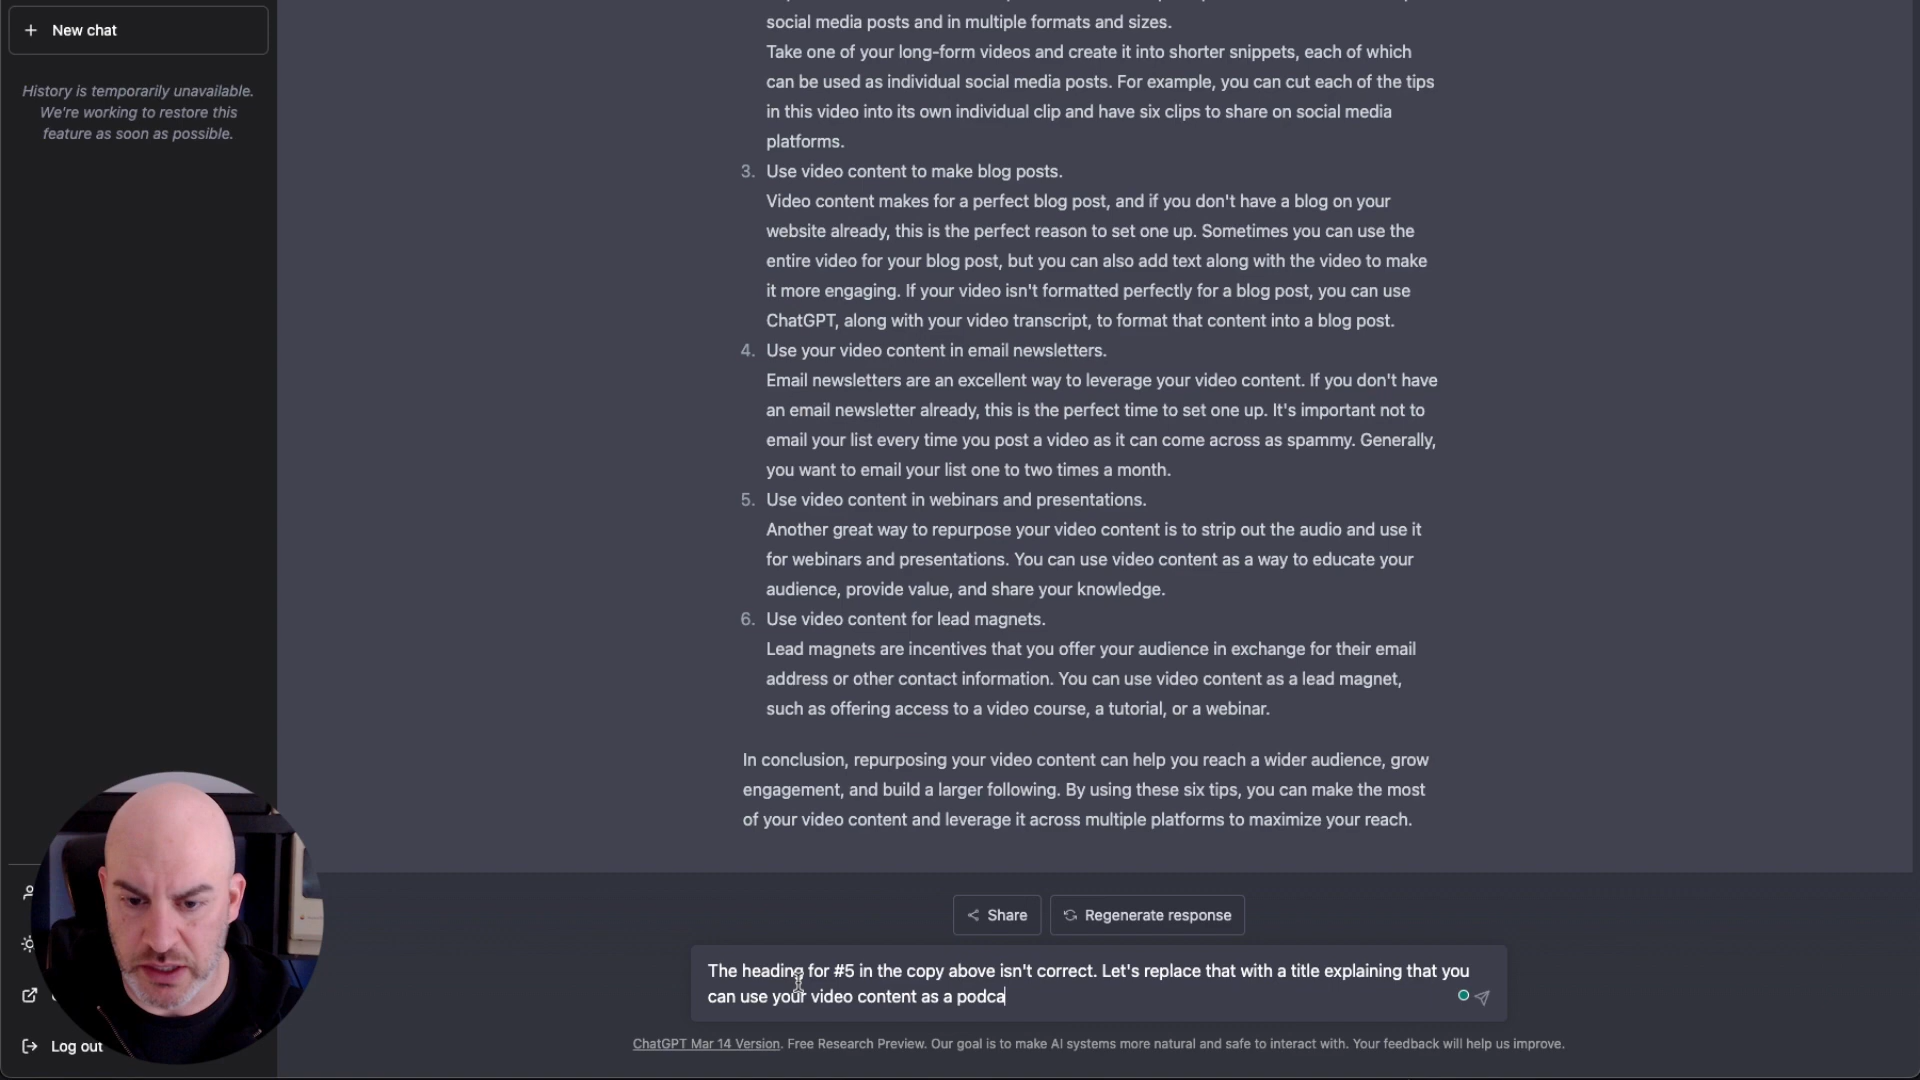 New chat
History is temporarily unavailable.
We're working to restore this
feature as soon as possible.
social media posts and in multiple formats and sizes.
Take one of your long-form videos and create it into shorter snippets, each of which
can be used as individual social media posts. For example, you can cut each of the tips
in this video into its own individual clip and have six clips to share on social media
platforms.
3. Use video content to make blog posts.
Video content makes for a perfect blog post, and if you don't have a blog on your
website already, this is the perfect reason to set one up. Sometimes you can use the
entire video for your blog post, but you can also add text along with the video to make
it more engaging. If your video isn't formatted perfectly for a blog post, you can use
ChatGPT, along with your video transcript, to format that content into a blog post.
4. Use your video content in email newsletters.
Email newsletters are an excellent way to leverage your video content. If you don't have
an email newsletter already, this is the perfect time to set one up. It's important not to
email your list every time you post a video as it can come across as spammy. Generally,
you want to email your list one to two times a month.
5. Use video content in webinars and presentations.
Another great way to repurpose your video content is to strip out the audio and use it
for webinars and presentations. You can use video content as a way to educate your
audience, provide value, and share your knowledge.
6. Use video content for lead magnets.
Lead magnets are incentives that you offer your audience in exchange for their email
address or other contact information. You can use video content as a lead magnet,
such as offering access to a video course, a tutorial, or a webinar.
In conclusion, repurposing your video content can help you reach a wider audience, grow
engagement, and build a larger following. By using these six tips, you can make the most
of your video content and leverage it across multiple platforms to maximize your reach.
Share
Regenerate response
The heading for #5 in the copy above isn't correct. Let's replace that with a title explaining that you
can use your video content as a podca
Log out
ChatGPT Mar 14 Version. Free Research Preview. Our goal is to make AI systems more natural and safe to interact with. Your feedback will help us improve.